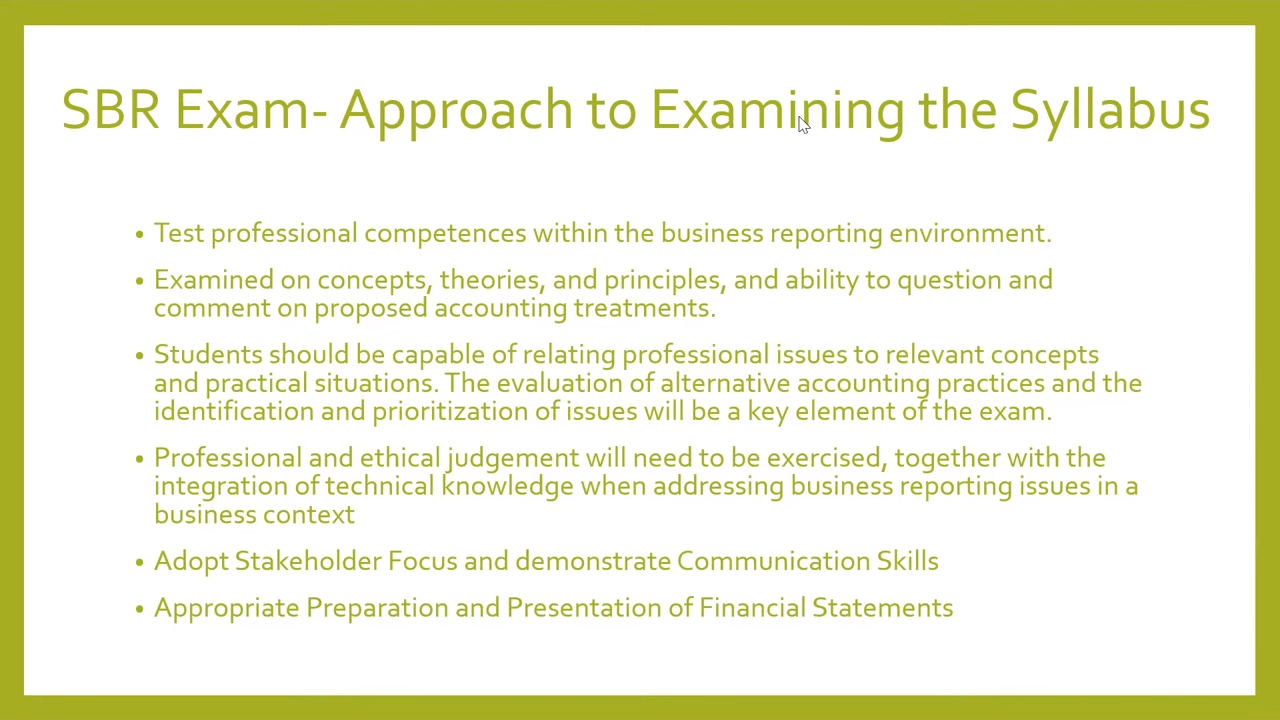 SBR Exam- Approach to Examining the Syllabus
• Test professional competences within the business reporting environment.
• Examined on concepts, theories, and principles, and ability to question and
comment on proposed accounting treatments.
• Students should be capable of relating professional issues to relevant concepts
and practical situations. The evaluation of alternative accounting practices and the
identification and prioritization of issues will be a key element of the exam.
• Professional and ethical judgement will need to be exercised, together with the
integration of technical knowledge when addressing business reporting issues in a
business context
• Adopt Stakeholder Focus and demonstrate Communication Skills
• Appropriate Preparation and Presentation of Financial Statements